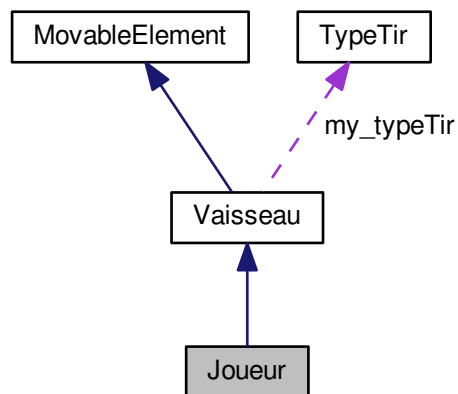 MovableElement
TypeTir
my_typeTir
Vaisseau
Joueur